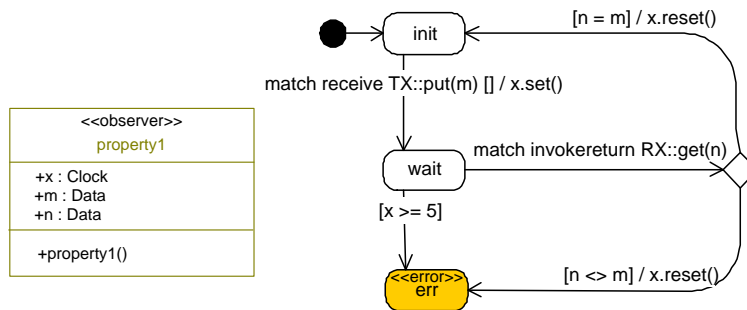 <<observer>>
property1
+x : Clock
+m : Data
+n : Data
+property1()
init
[n = m] / x.reset()
match receive TX::put(m) [] / x.set()
wait
match invokereturn RX::get(n)
[x >= 5]
<<error>>
err
[n <> m] / x.reset()